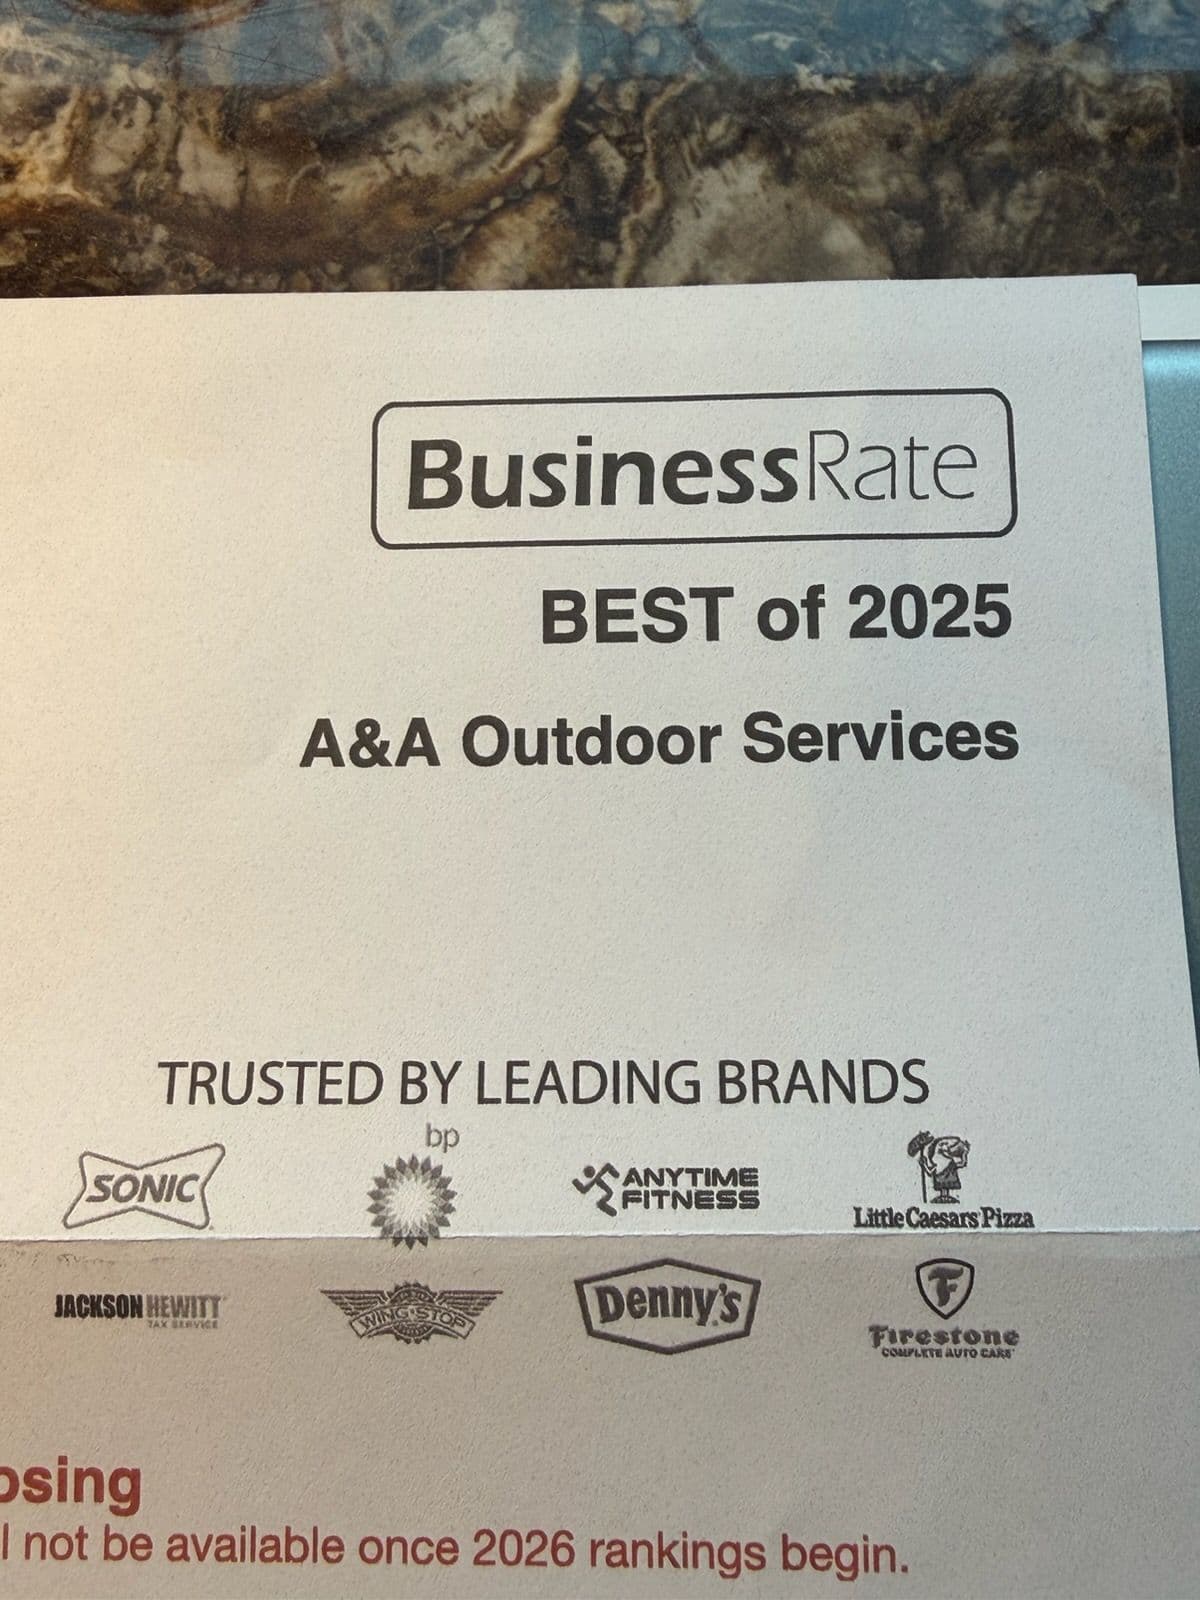 BusinessRate
BEST of 2025
A&A Outdoor Services
TRUSTED BY LEADING BRANDS
SONIC
bp
ANYTIME FITNESS
Little Caesars Pizza
JACKSON HEWITT
TAX SERVICE
WING-STOP
Denny's
F
Firestone
COMPLETE AUTO CARE
osing
l not be available once 2026 rankings begin.